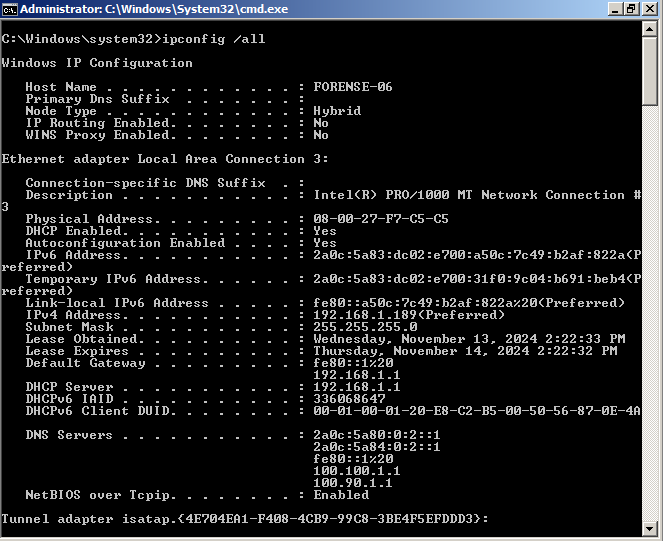 Administrator: C:\Windows\System32\cmd.exe
C:\Windows\system32>ipconfig /all
Windows IP Configuration
Host Name . . . . . . . . . . . . : FORENSE-06
Primary Dns Suffix  . . . . . . . :
Node Type . . . . . . . . . . . . : Hybrid
IP Routing Enabled. . . . . . . . : No
WINS Proxy Enabled. . . . . . . . : No
Ethernet adapter Local Area Connection 3:
Connection-specific DNS Suffix  . :
Description . . . . . . . . . . . : Intel(R) PRO/1000 MT Network Connection #
3
Physical Address. . . . . . . . . : 08-00-27-F7-C5-C5
DHCP Enabled. . . . . . . . . . . : Yes
Autoconfiguration Enabled . . . . : Yes
IPv6 Address. . . . . . . . . . . : 2a0c:5a83:dc02:e700:a50c:7c49:b2af:822a(P
referred)
Temporary IPv6 Address. . . . . . : 2a0c:5a83:dc02:e700:31f0:9c04:b691:beb4(P
referred)
Link-local IPv6 Address . . . . . : fe80::a50c:7c49:b2af:822a%20(Preferred)
IPv4 Address. . . . . . . . . . . : 192.168.1.189(Preferred)
Subnet Mask . . . . . . . . . . . : 255.255.255.0
Lease Obtained. . . . . . . . . . : Wednesday, November 13, 2024 2:22:33 PM
Lease Expires . . . . . . . . . . : Thursday, November 14, 2024 2:22:32 PM
Default Gateway . . . . . . . . . : fe80::1%20
192.168.1.1
DHCP Server . . . . . . . . . . . : 192.168.1.1
DHCPv6 IAID . . . . . . . . . . . : 336068647
DHCPv6 Client DUID. . . . . . . . : 00-01-00-01-20-E8-C2-B5-00-50-56-87-0E-4A
DNS Servers . . . . . . . . . . . : 2a0c:5a80:0:2::1
2a0c:5a84:0:2::1
fe80::1%20
100.100.1.1
100.90.1.1
NetBIOS over Tcpip. . . . . . . . : Enabled
Tunnel adapter isatap.{4E704EA1-F408-4CB9-99C8-3BE4F5EFDDD3}: